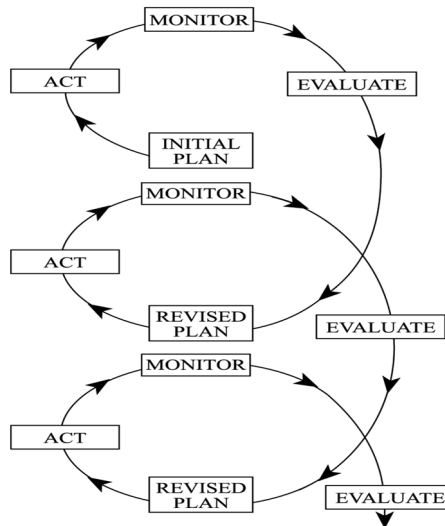 MONITOR
ACT
EVALUATE
INITIAL
PLAN
MONITOR
ACT
REVISED
PLAN
EVALUATE
MONITOR
ACT
REVISED
PLAN
EVALUATE